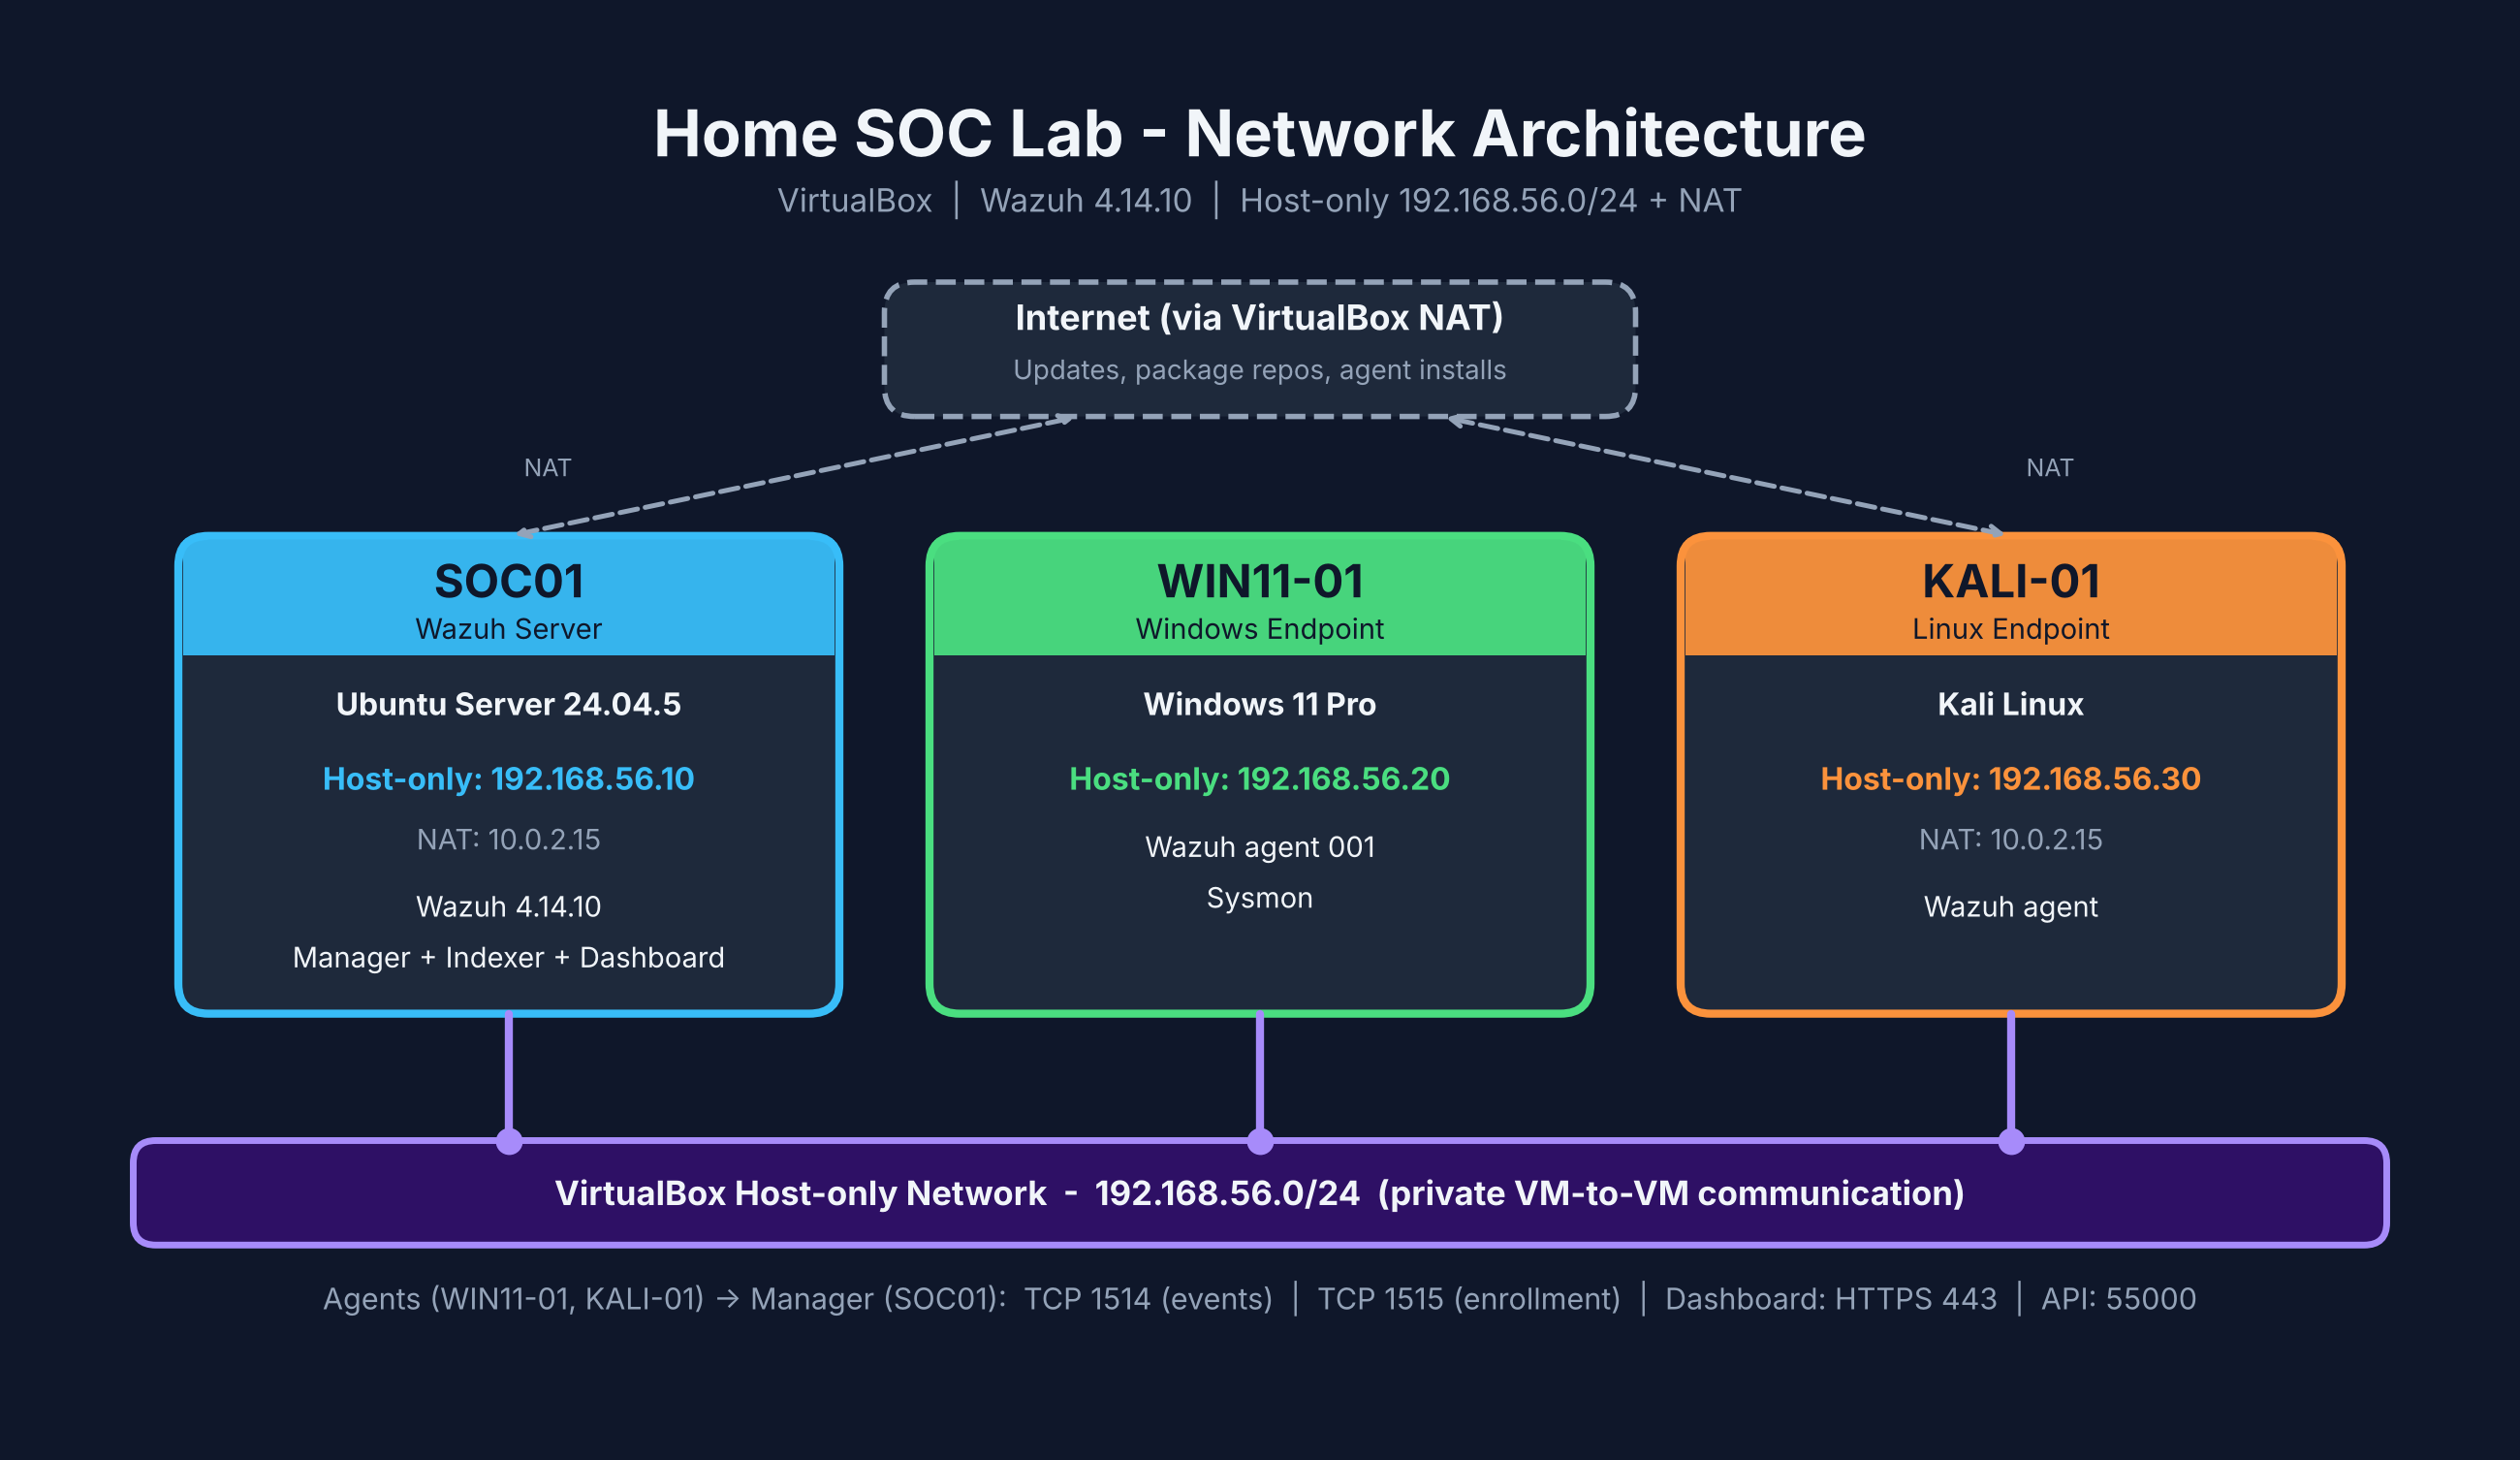 Home SOC Lab - Network Architecture
VirtualBox | Wazuh 4.14.10 | Host-only 192.168.56.0/24 + NAT
Internet (via VirtualBox NAT)
Updates, package repos, agent installs
NAT
NAT
SOC01
Wazuh Server
Ubuntu Server 24.04.5
Host-only: 192.168.56.10
NAT: 10.0.2.15
Wazuh 4.14.10
Manager + Indexer + Dashboard
WIN11-01
Windows Endpoint
Windows 11 Pro
Host-only: 192.168.56.20
Wazuh agent 001
Sysmon
KALI-01
Linux Endpoint
Kali Linux
Host-only: 192.168.56.30
NAT: 10.0.2.15
Wazuh agent
VirtualBox Host-only Network - 192.168.56.0/24 (private VM-to-VM communication)
Agents (WIN11-01, KALI-01) → Manager (SOC01): TCP 1514 (events) | TCP 1515 (enrollment) | Dashboard: HTTPS 443 | API: 55000